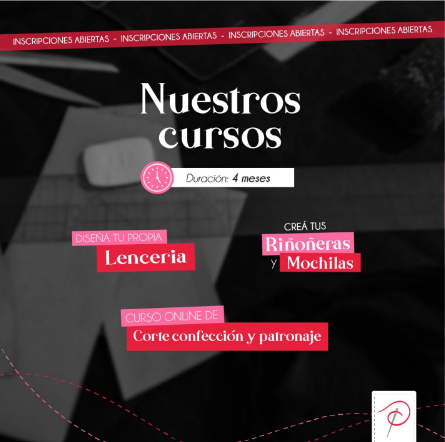 INSCRIPCIONES ABIERTAS - INSCRIPCIONES ABIERTAS - INSCRIPCIONES ABIERTAS - INSCRIPCIONES ABIERTAS
Nuestros
cursos
Duración: 4 meses
DISEÑÁ TU PROPIA
Lenceria
CREÁ TUS
Riñoñeras
y Mochilas
CURSO ONLINE DE
Corte confección y patronaje